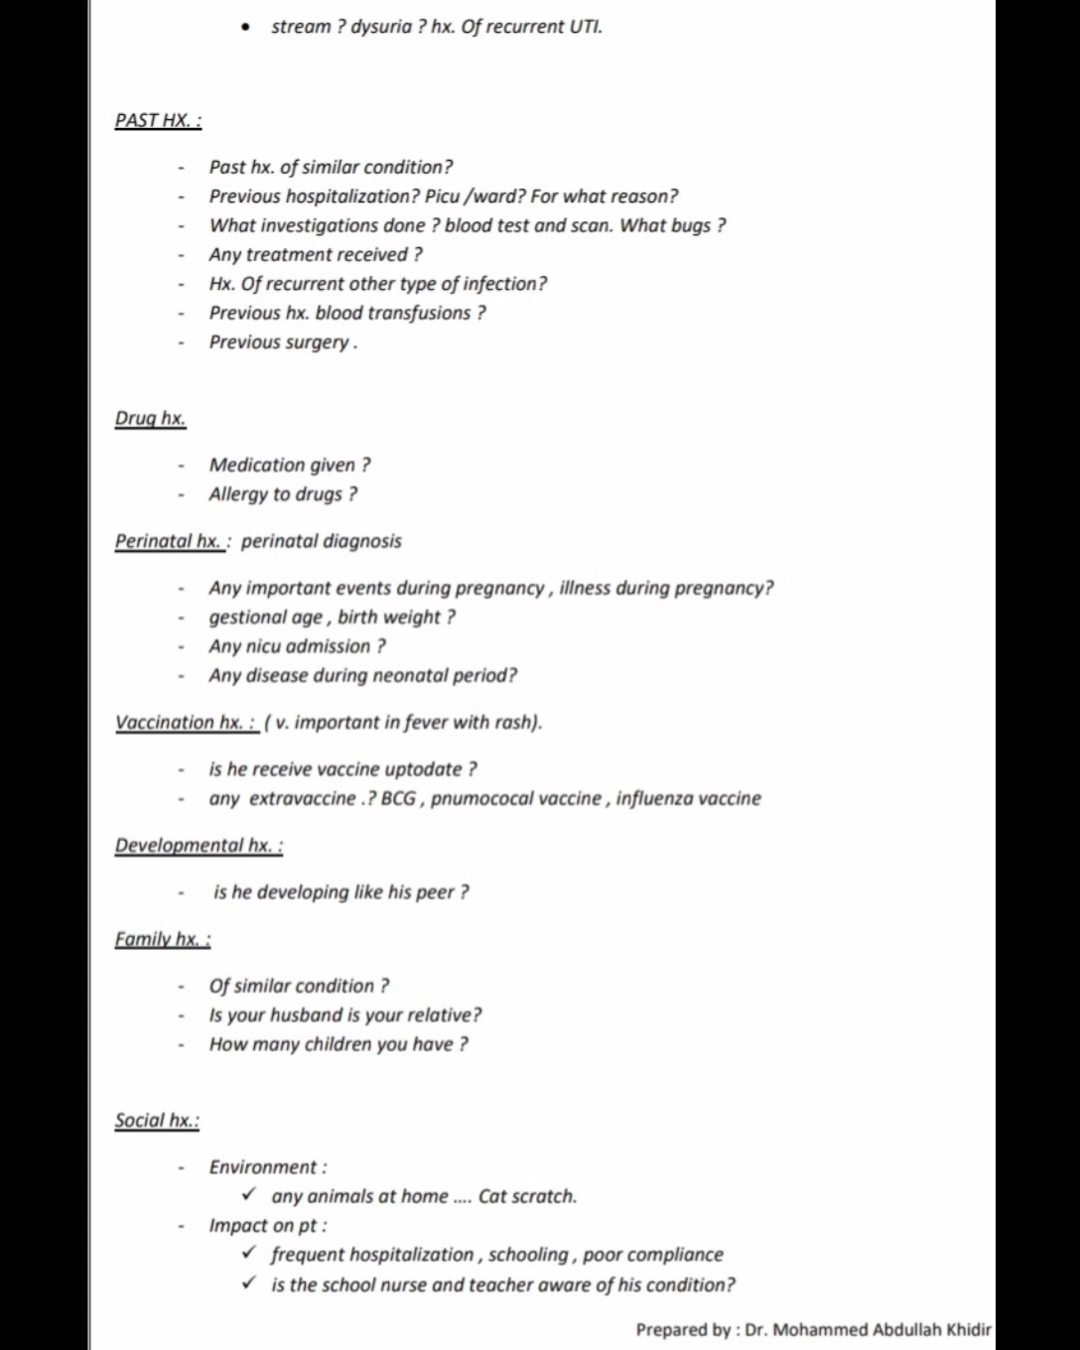 • stream ? dysuria ? hx. Of recurrent UTI.
PAST HX. :
- Past hx. of similar condition?
- Previous hospitalization? Picu /ward? For what reason?
- What investigations done ? blood test and scan. What bugs ?
- Any treatment received ?
- Hx. Of recurrent other type of infection?
- Previous hx. blood transfusions ?
- Previous surgery .
Drug hx.
- Medication given ?
- Allergy to drugs ?
Perinatal hx. : perinatal diagnosis
- Any important events during pregnancy , illness during pregnancy?
- gestional age , birth weight ?
- Any nicu admission ?
- Any disease during neonatal period?
Vaccination hx. : ( v. important in fever with rash).
- is he receive vaccine uptodate ?
- any extravaccine .? BCG , pnumococal vaccine , influenza vaccine
Developmental hx. :
- is he developing like his peer ?
Family hx. :
- Of similar condition ?
- Is your husband is your relative?
- How many children you have ?
Social hx.:
- Environment :
✓ any animals at home .... Cat scratch.
- Impact on pt :
✓ frequent hospitalization , schooling , poor compliance
✓ is the school nurse and teacher aware of his condition?
Prepared by : Dr. Mohammed Abdullah Khidir